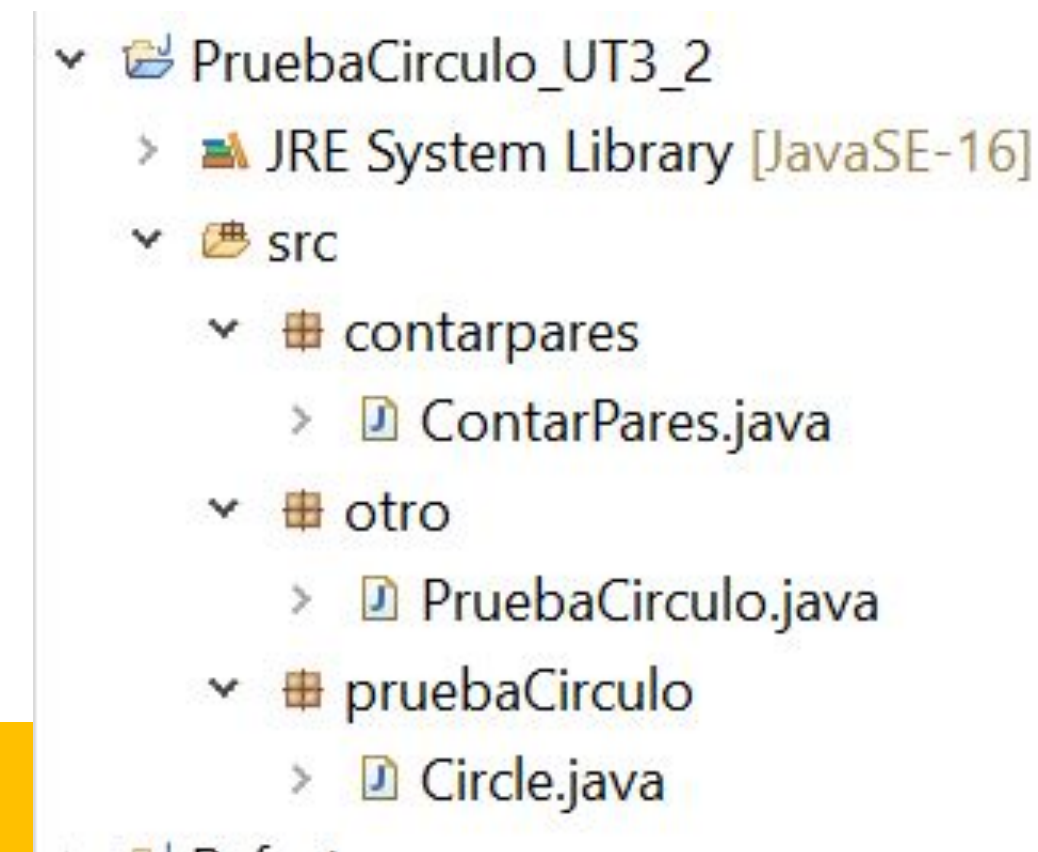 PruebaCirculo_UT3_2
JRE System Library [JavaSE-16]
src
contarpares
ContarPares.java
otro
PruebaCirculo.java
pruebaCirculo
Circle.java